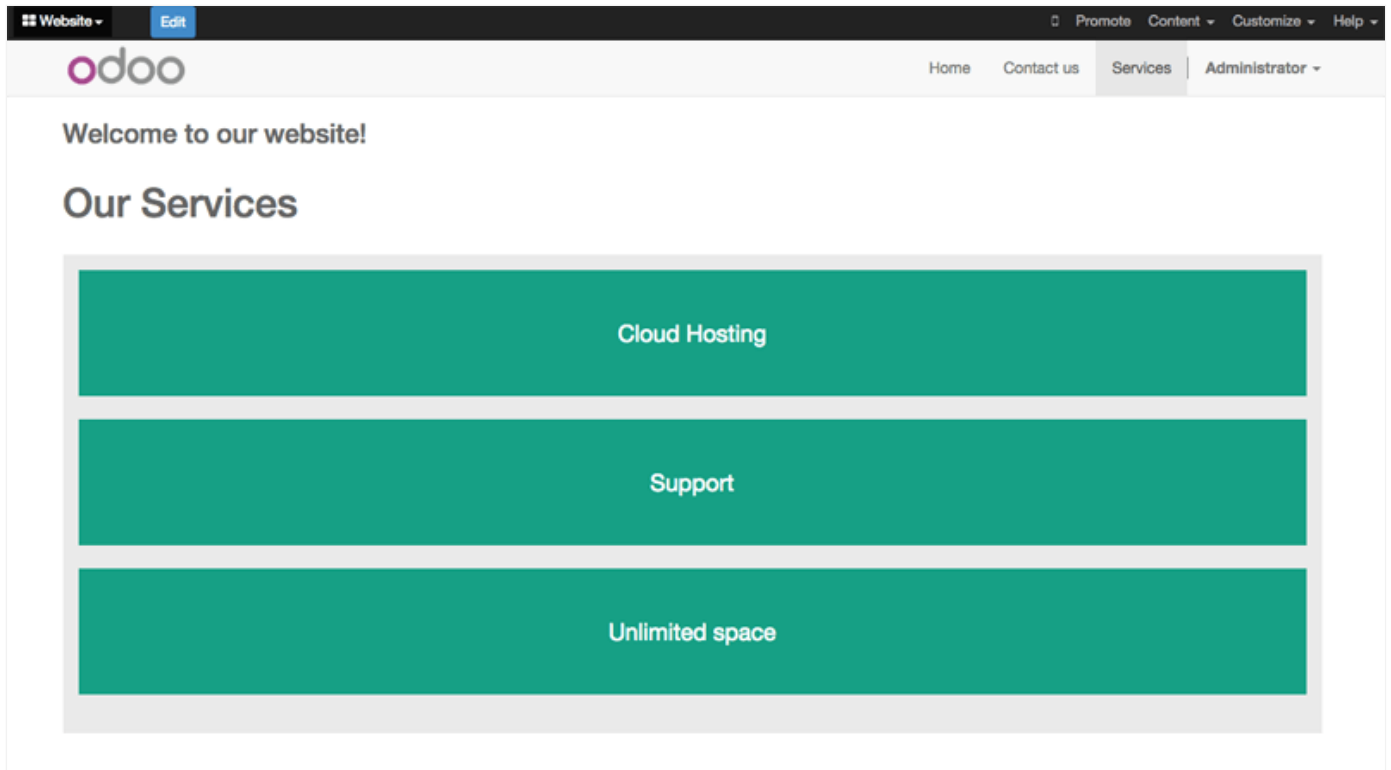 Website Edit Promote Content Customize Help
odoo Home Contact us Services Administrator
Welcome to our website!
Our Services
Cloud Hosting
Support
Unlimited space